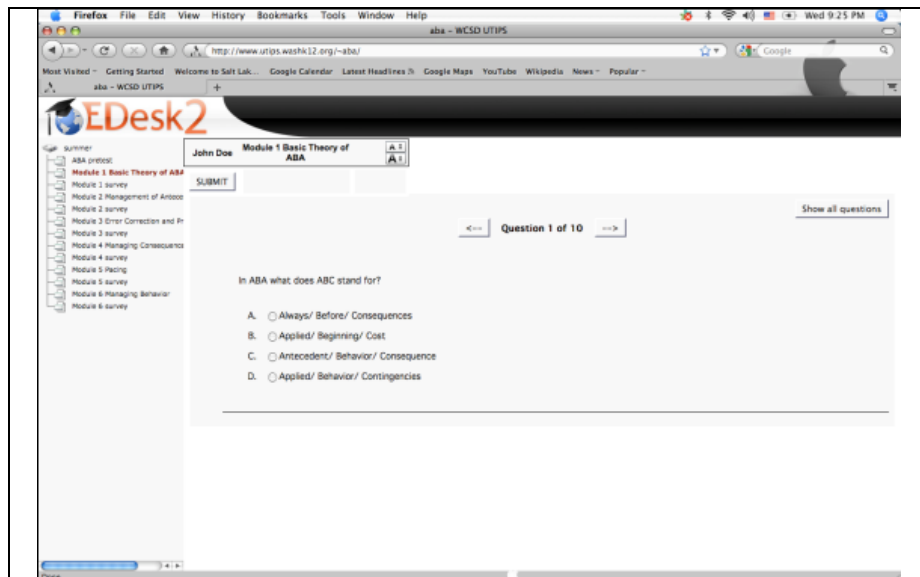 Firefox File Edit View History Bookmarks Tools Window Help Wed 9:25 PM
aba - WCSD UTIPS
http://www.utips.washk12.org/~aba/ Google
Most Visited Getting Started Welcome to Salt Lak... Google Calendar Latest Headlines Google Maps YouTube Wikipedia News Popular
aba - WCSD UTIPS +
EDesk2
summer
ABA pretest
Module 1 Basic Theory of ABA
Module 1 survey
Module 2 Management of Antece
Module 2 survey
Module 3 Error Correction and Pr
Module 3 survey
Module 4 Managing Consequence
Module 4 survey
Module 5 Pacing
Module 5 survey
Module 6 Managing Behavior
Module 6 survey
John Doe
Module 1 Basic Theory of
ABA
A
A
SUBMIT
Show all questions
<-- Question 1 of 10 -->
In ABA what does ABC stand for?
A. Always/ Before/ Consequences
B. Applied/ Beginning/ Cost
C. Antecedent/ Behavior/ Consequence
D. Applied/ Behavior/ Contingencies
Done